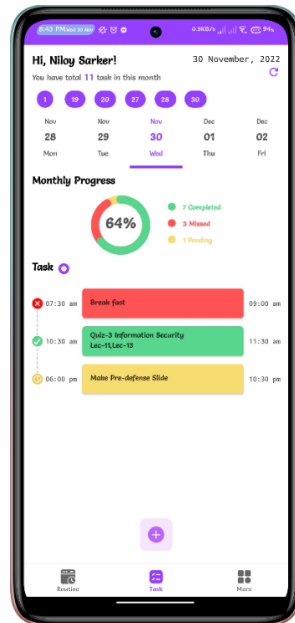 6:43 PM
Hi, Niloy Sarker!
30 November, 2022
You have total 11 task in this month
1 19 20 27 28 30
Nov Nov Nov Dec Dec
28 29 30 01 02
Mon Tue Wed Thu Fri
Monthly Progress
64%
7 Completed
3 Missed
1 Pending
Task
07:30 am Break fast 09:00 am
Quiz-3 Information Security
10:30 am Lec-11,Lec-13 11:30 am
06:00 pm Make Pre-defense Slide 10:30 pm
Routine Task More